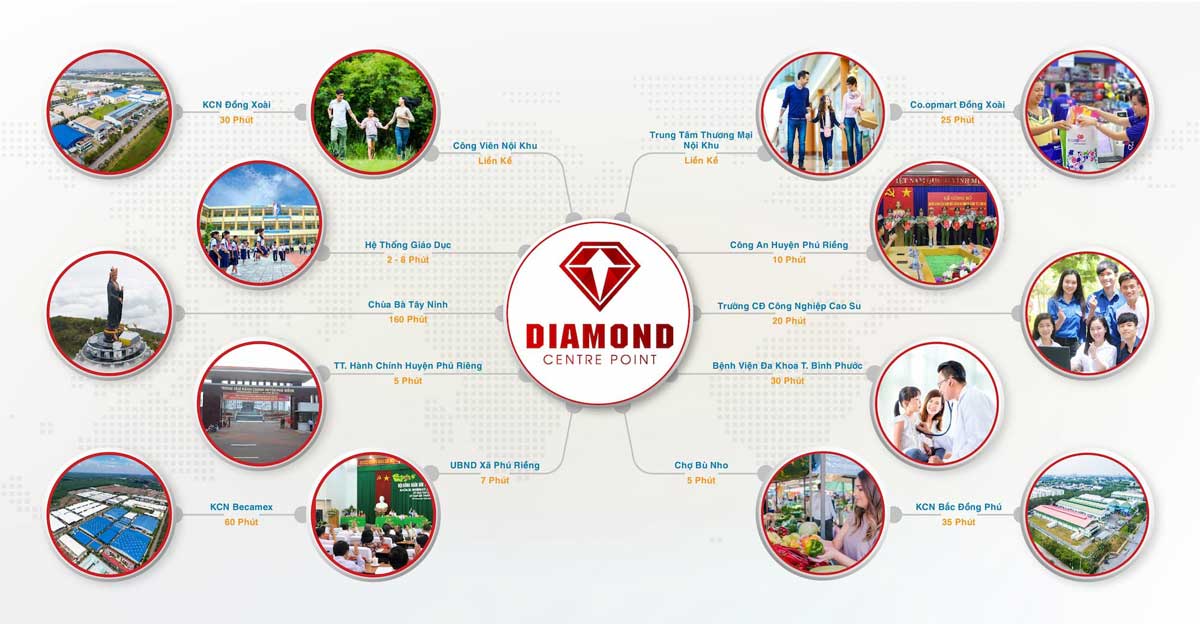 KCN Đồng Xoài
30 Phút
Công Viên Nội Khu
Liền Kề
Trung Tâm Thương Mại
Nội Khu
Liền Kề
Co.opmart Đồng Xoài
25 Phút
Hệ Thống Giáo Dục
2 - 8 Phút
Công An Huyện Phú Riềng
10 Phút
Chùa Bà Tây Ninh
160 Phút
DIAMOND
CENTRE POINT
Trường CĐ Công Nghiệp Cao Su
20 Phút
TT. Hành Chính Huyện Phú Riềng
5 Phút
Bệnh Viện Đa Khoa T. Bình Phước
30 Phút
UBND Xã Phú Riềng
7 Phút
Chợ Bù Nho
5 Phút
KCN Becamex
60 Phút
KCN Bắc Đồng Phú
35 Phút